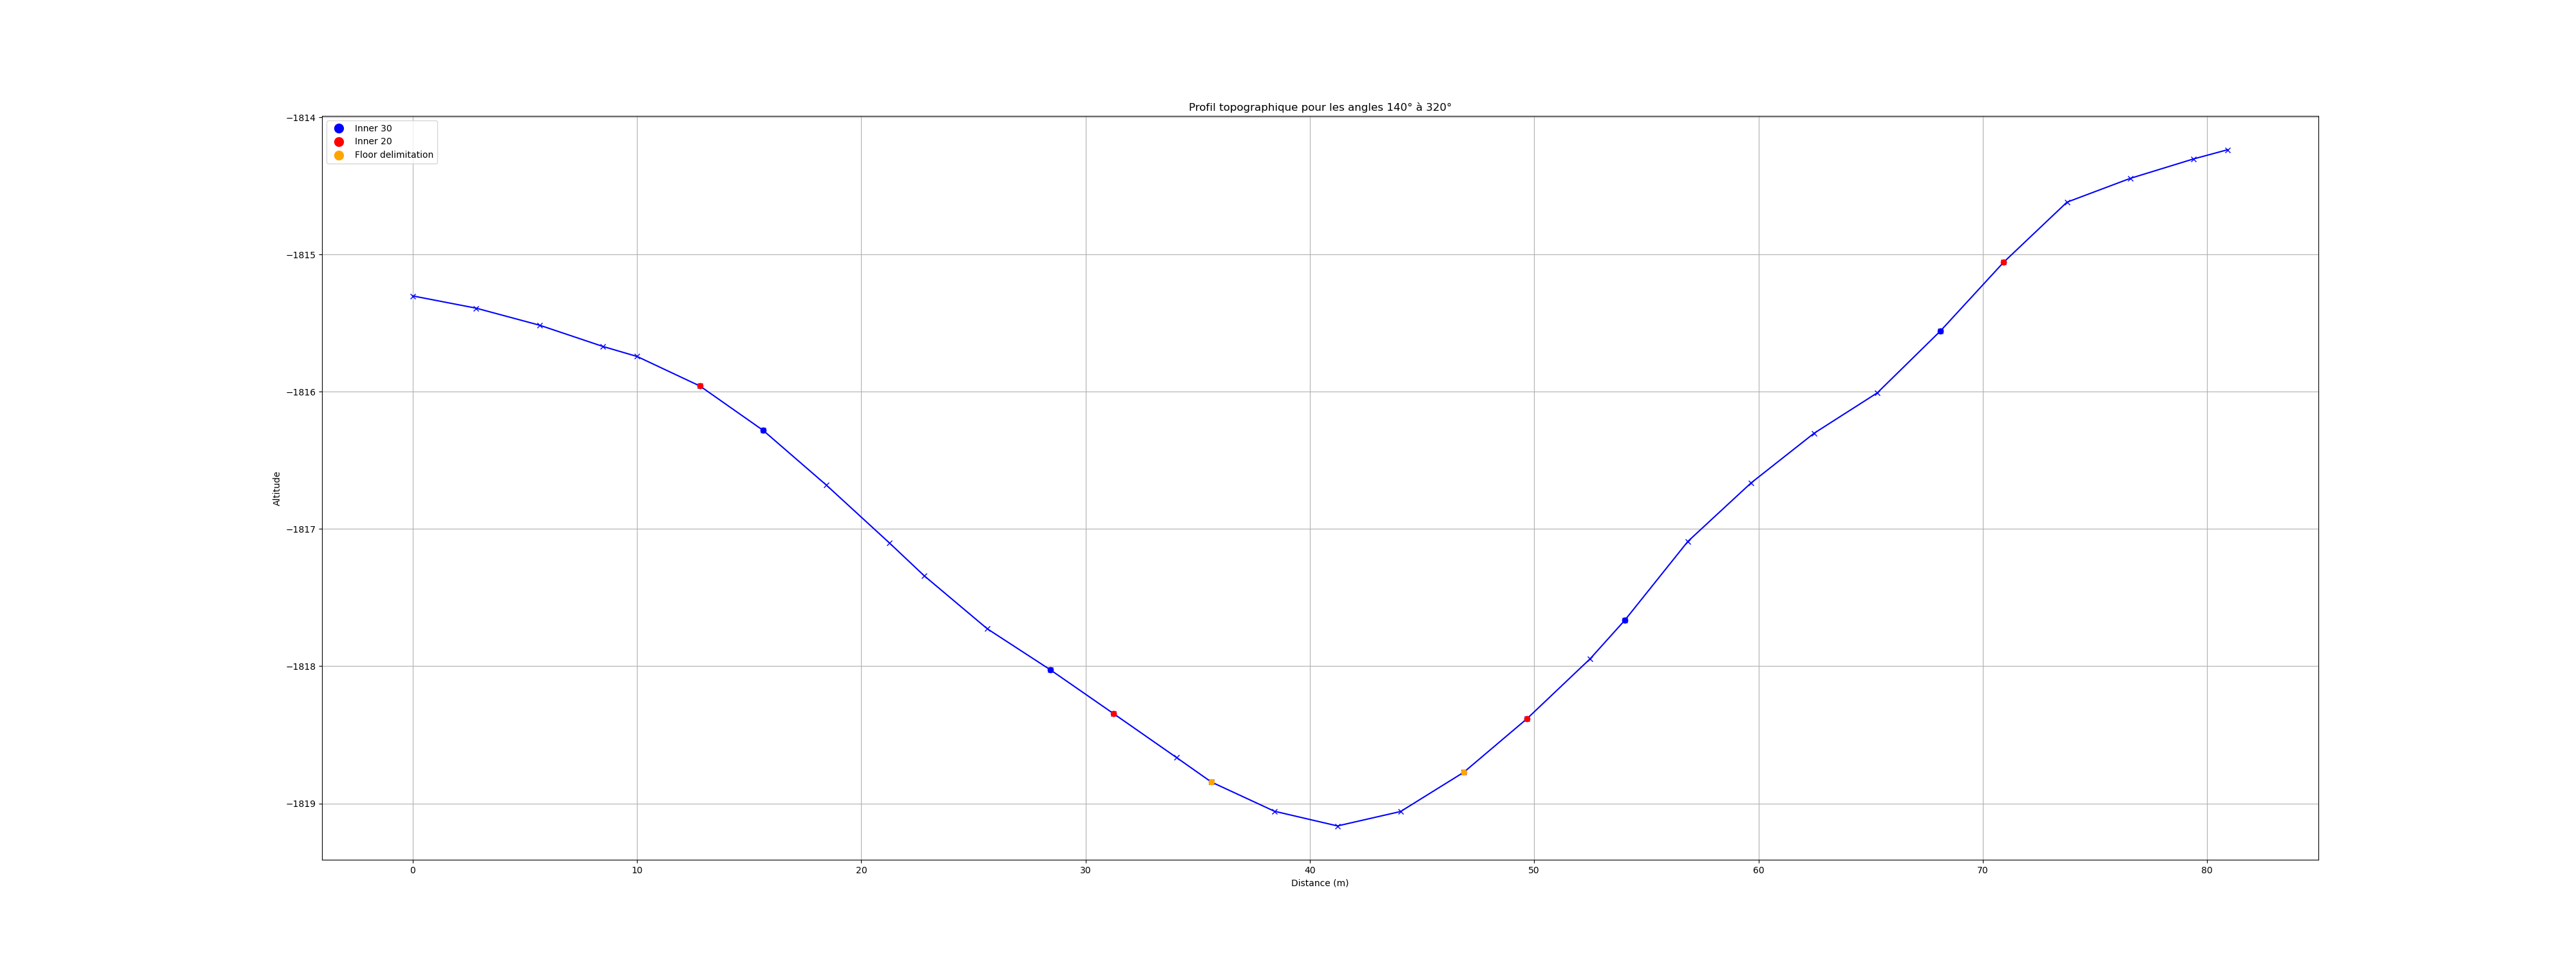 Profil topographique pour les angles 140° à 320°
Inner 30
Inner 20
Floor delimitation
−1814
−1815
−1816
−1817
−1818
−1819
Altitude
0 10 20 30 40 50 60 70 80
Distance (m)